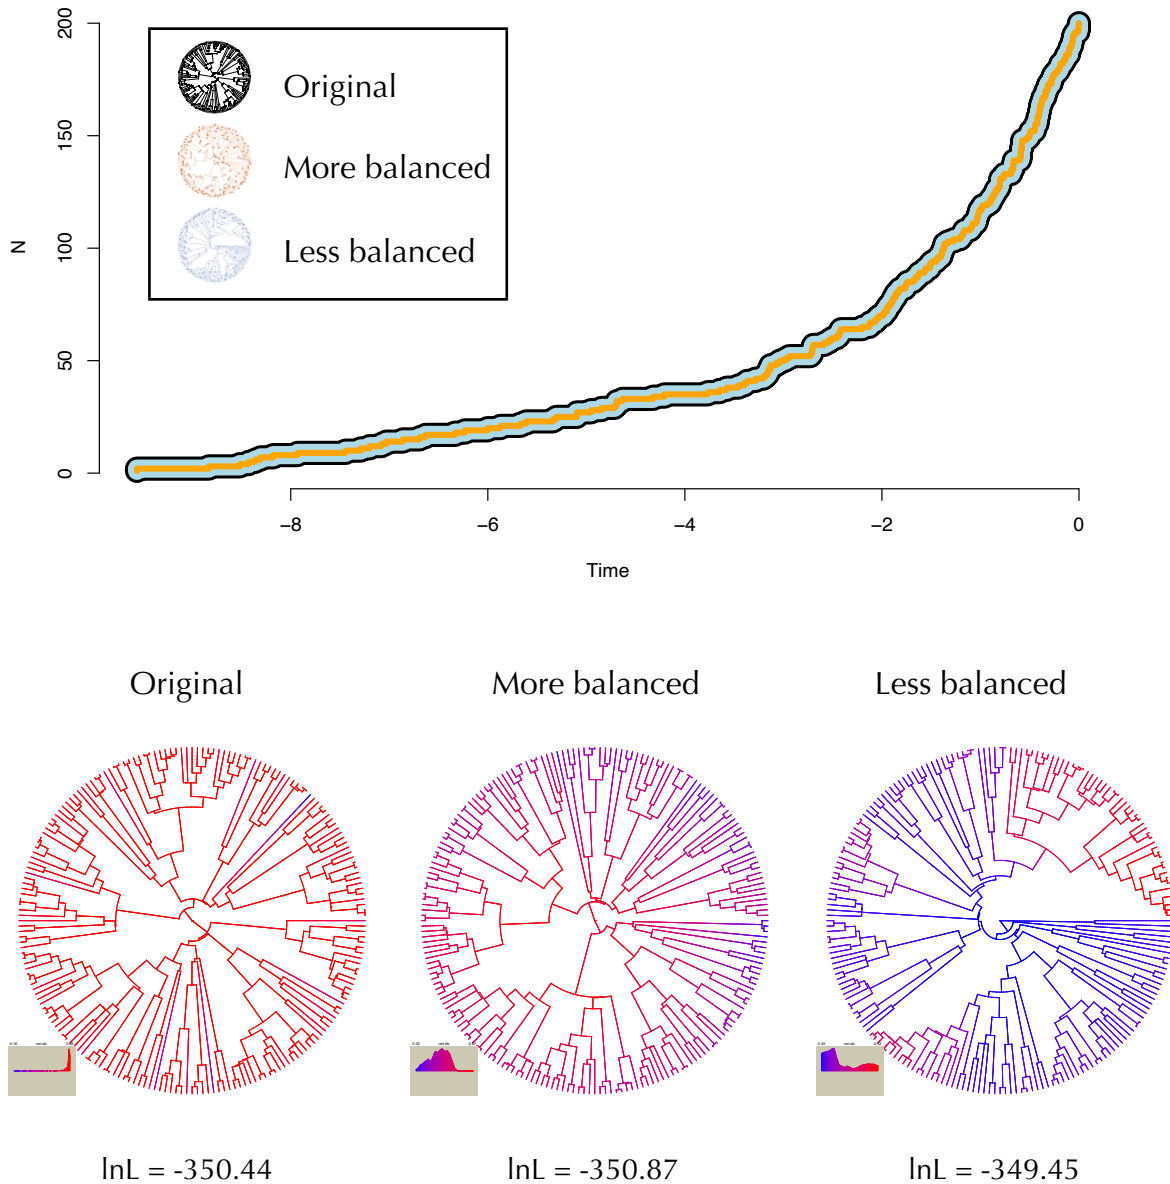 200
150
100
50
0
N
Original
More balanced
Less balanced
−8 −6 −4 −2 0
Time
Original More balanced Less balanced
lnL = -350.44 lnL = -350.87 lnL = -349.45